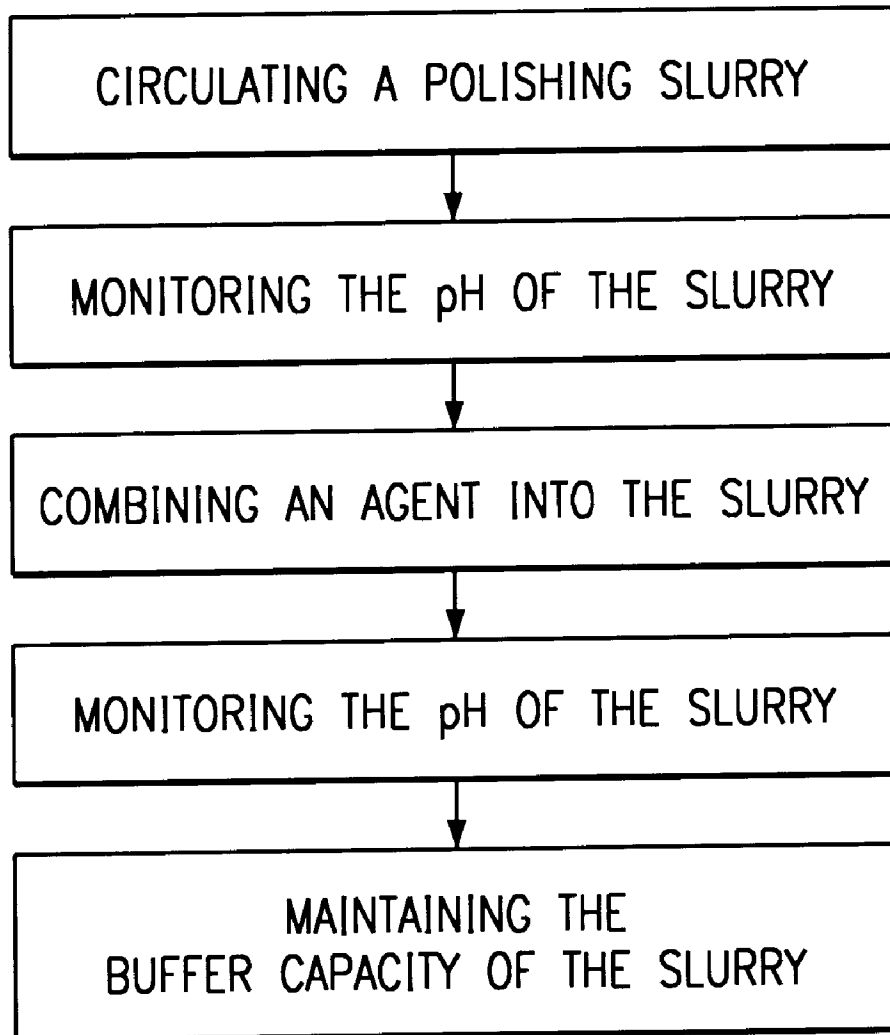 CIRCULATING A POLISHING SLURRY
MONITORING THE pH OF THE SLURRY
COMBINING AN AGENT INTO THE SLURRY
MONITORING THE pH OF THE SLURRY
MAINTAINING THE
BUFFER CAPACITY OF THE SLURRY